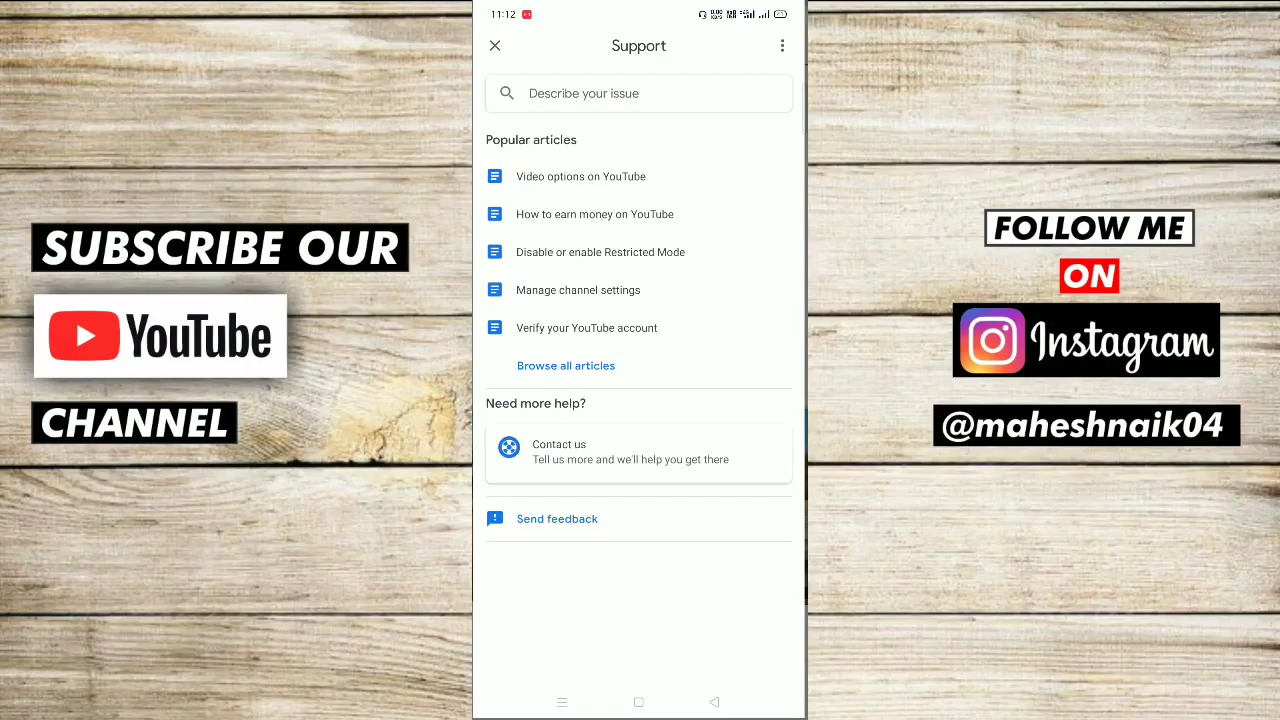 SUBSCRIBE OUR
YouTube
CHANNEL
11:12
Support
Describe your issue
Popular articles
Video options on YouTube
How to earn money on YouTube
Disable or enable Restricted Mode
Manage channel settings
Verify your YouTube account
Browse all articles
Need more help?
Contact us
Tell us more and we'll help you get there
Send feedback
FOLLOW ME
ON
Instagram
@maheshnaik04